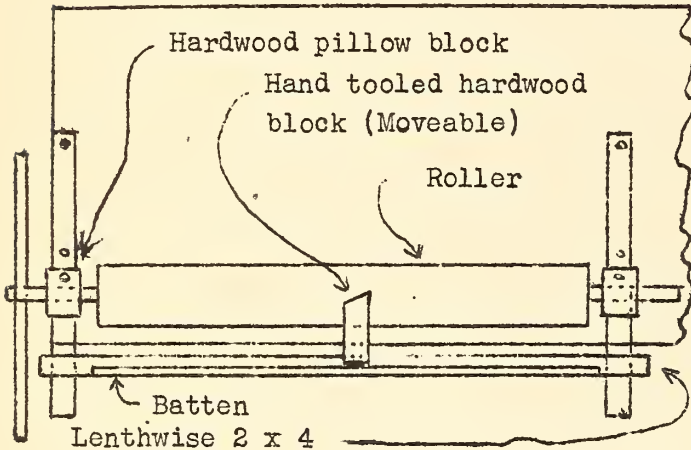 Hardwood pillow block
Hand tooled hardwood
block (Moveable)
Roller
Batten
Lenthwise 2 x 4